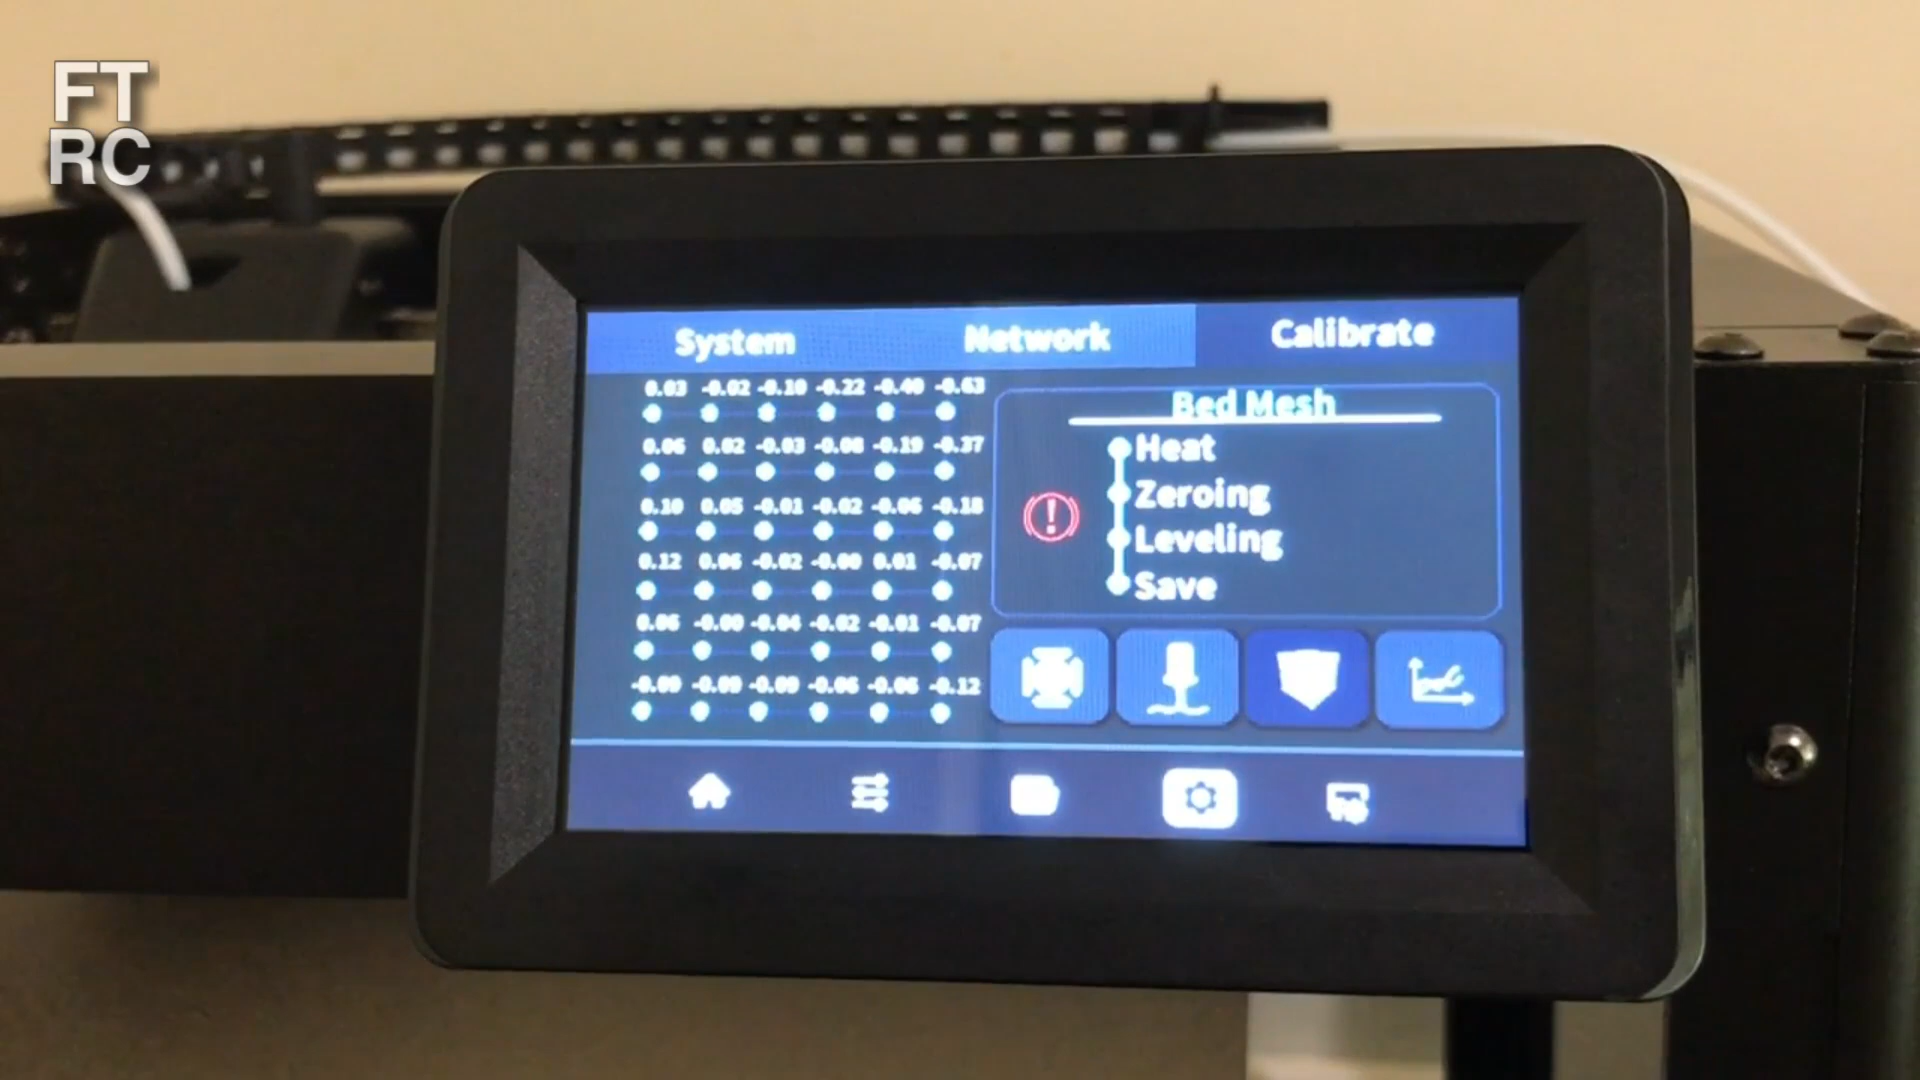 FT
RC
System Network Calibrate
0.03 -0.02 -0.10 -0.22 -0.40 -0.63
Bed Mesh
0.06 0.02 -0.03 -0.08 -0.19 -0.37
Heat
Zeroing
0.10 0.05 -0.01 -0.02 -0.06 -0.18
Leveling
0.12 0.06 -0.02 -0.00 0.01 -0.07
Save
0.06 -0.00 -0.04 -0.02 -0.01 -0.07
-0.09 -0.09 -0.09 -0.06 -0.06 -0.12